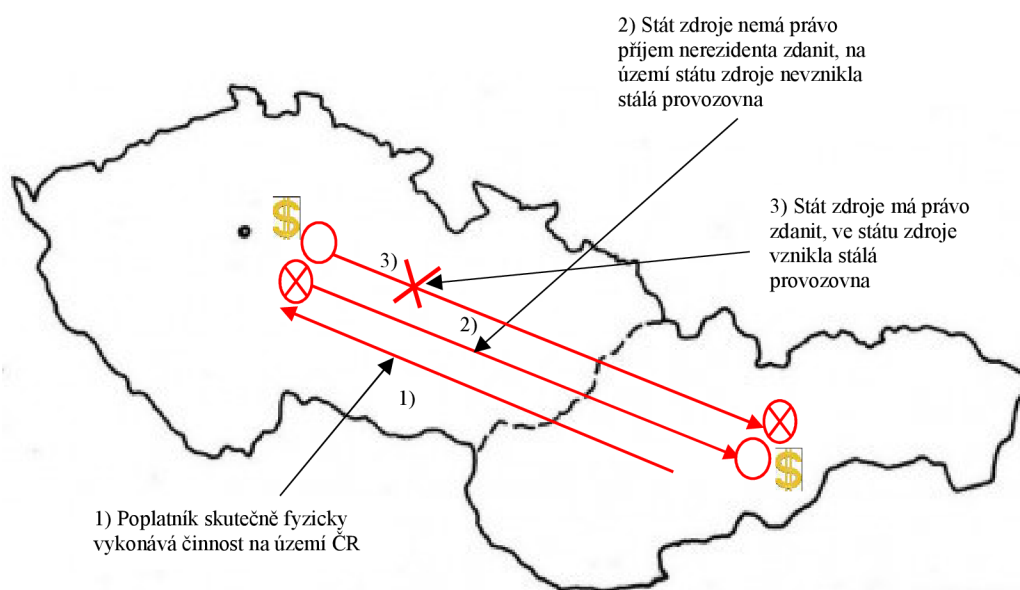 2) Stát zdroje nemá právo
příjem nerezidenta zdanit, na
území státu zdroje nevznikla
stálá provozovna
3) Stát zdroje má právo
zdanit, ve státu zdroje
vznikla stálá
provozovna
$
3)
2)
1)
$
1) Poplatník skutečně fyzicky
vykonává činnost na území ČR